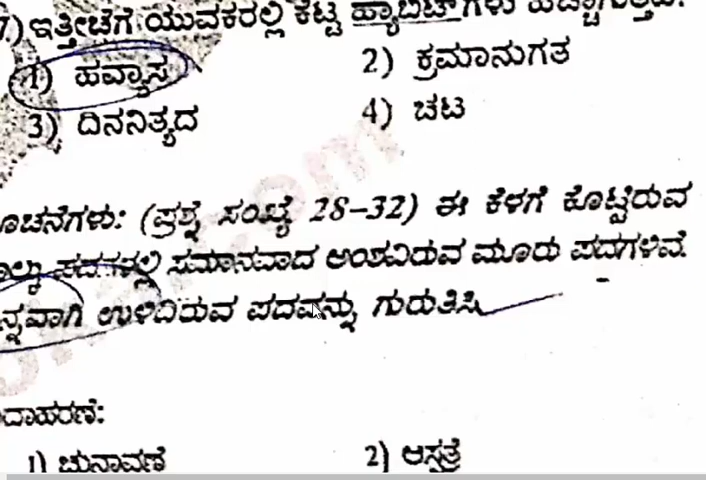 7) ಇತ್ತೀಚೆಗೆ ಯುವಕರಲ್ಲಿ ಕೆಟ್ಟ ಹ್ಯಾಬಿಟ್‌ಗಳು ಹೆಚ್ಚಾಗುತ್ತಿವೆ.
1) ಹವ್ಯಾಸ 2) ಕ್ರಮಾನುಗತ
3) ದಿನನಿತ್ಯದ 4) ಚಟ
ೂಚನೆಗಳು: (ಪ್ರಶ್ನೆ ಸಂಖ್ಯೆ 28–32) ಈ ಕೆಳಗೆ ಕೊಟ್ಟಿರುವ
ಾಲ್ಕು ಪದಗಳಲ್ಲಿ ಸಮಾನವಾದ ಅಂಶವಿರುವ ಮೂರು ಪದಗಳಿವೆ.
ನ್ನವಾಗಿ ಉಳಿದಿರುವ ಪದವನ್ನು ಗುರುತಿಸಿ
ದಾಹರಣೆ:
1) ಚುನಾವಣೆ 2) ಆಸ್ಪತ್ರೆ